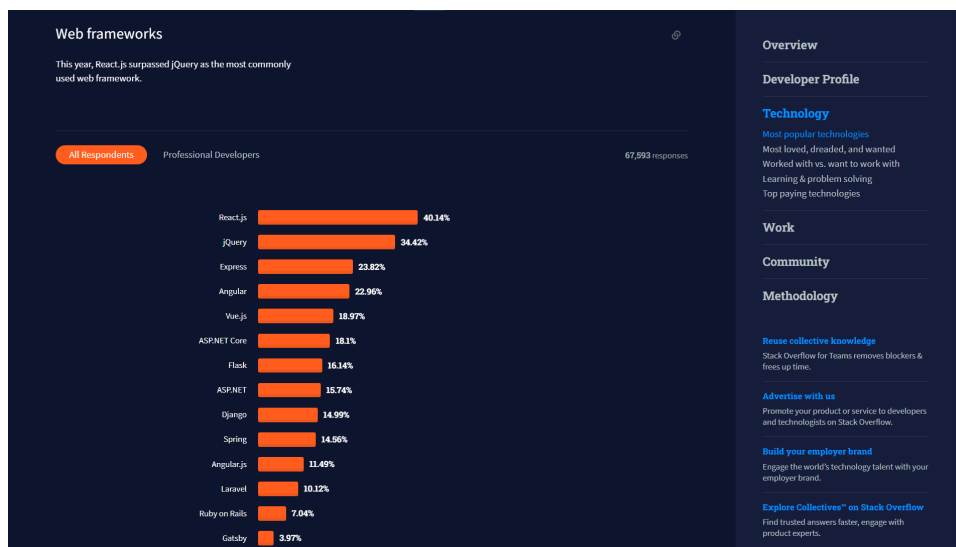 Web frameworks
This year, React.js surpassed jQuery as the most commonly
used web framework.
All Respondents
Professional Developers
67,593 responses
React.js 40.14%
jQuery 34.42%
Express 23.82%
Angular 22.96%
Vue.js 18.97%
ASP.NET Core 18.1%
Flask 16.14%
ASP.NET 15.74%
Django 14.99%
Spring 14.56%
Angular.js 11.49%
Laravel 10.12%
Ruby on Rails 7.04%
Gatsby 3.97%
Overview
Developer Profile
Technology
Most popular technologies
Most loved, dreaded, and wanted
Worked with vs. want to work with
Learning & problem solving
Top paying technologies
Work
Community
Methodology
Reuse collective knowledge
Stack Overflow for Teams removes blockers &
frees up time.
Advertise with us
Promote your product or service to developers
and technologists on Stack Overflow.
Build your employer brand
Engage the world's technology talent with your
employer brand.
Explore Collectives™ on Stack Overflow
Find trusted answers faster, engage with
product experts.